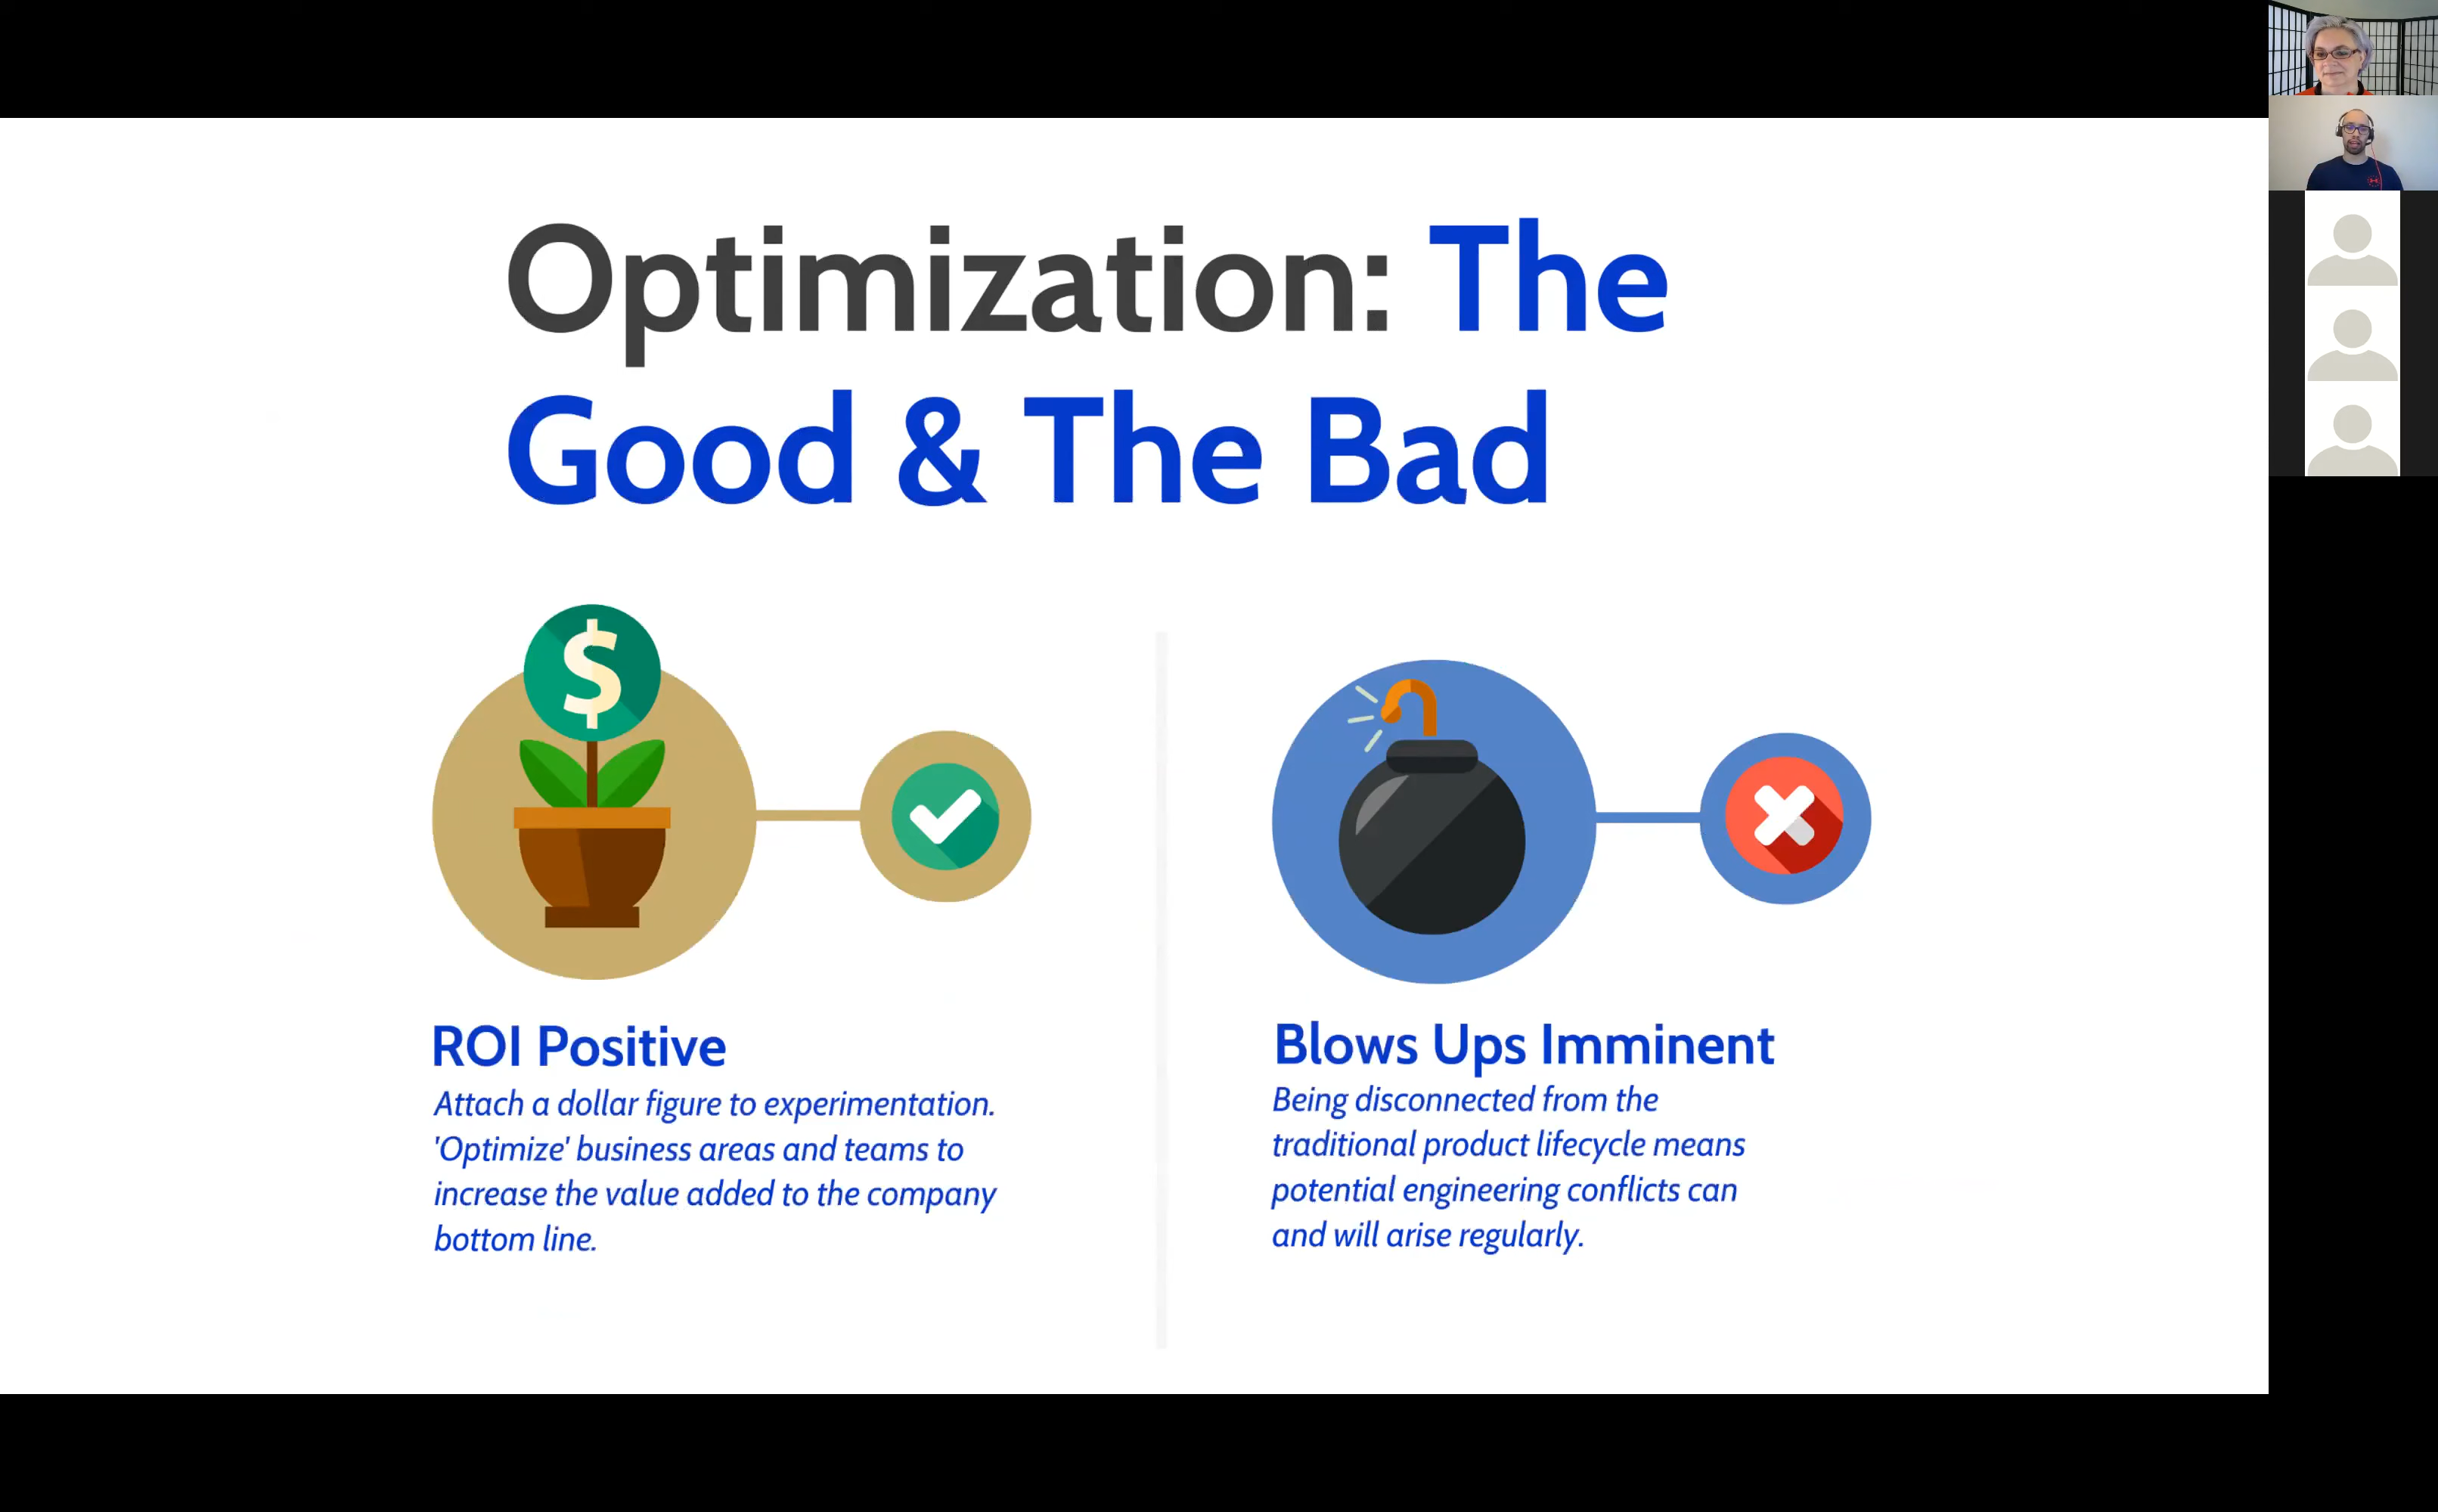 Optimization: The
Good & The Bad
$
ROI Positive
Attach a dollar figure to experimentation.
'Optimize' business areas and teams to
increase the value added to the company
bottom line.
Blows Ups Imminent
Being disconnected from the
traditional product lifecycle means
potential engineering conflicts can
and will arise regularly.